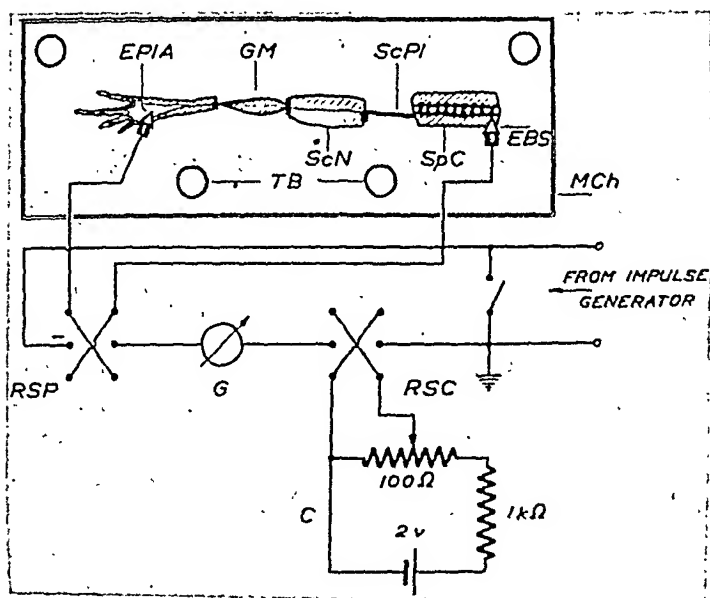 EPIA
GM
ScPl
ScN
SpC
EBS
TB
MCh
FROM IMPULSE
GENERATOR
RSP
G
RSC
100Ω
1kΩ
C
2v